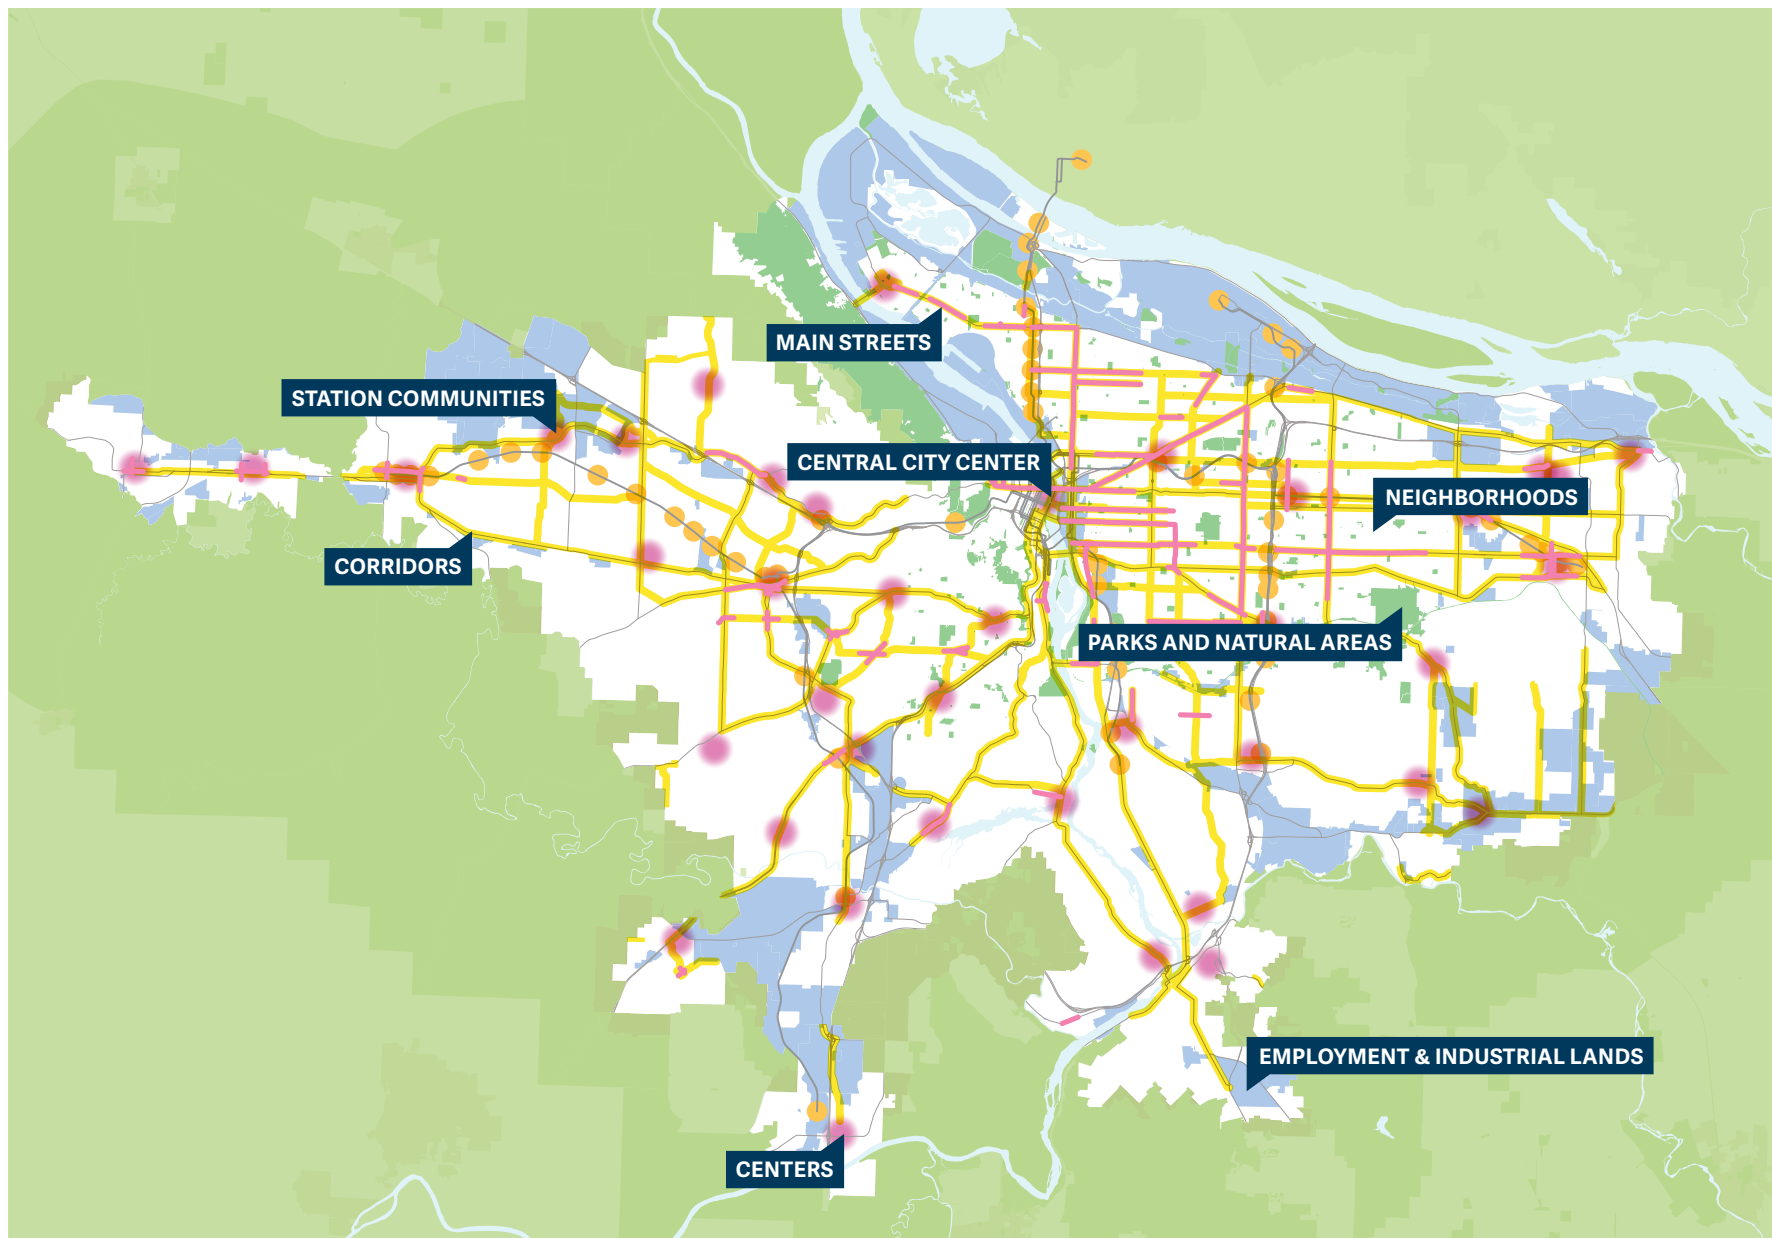 MAIN STREETS
STATION COMMUNITIES
CENTRAL CITY CENTER
NEIGHBORHOODS
CORRIDORS
PARKS AND NATURAL AREAS
EMPLOYMENT & INDUSTRIAL LANDS
CENTERS